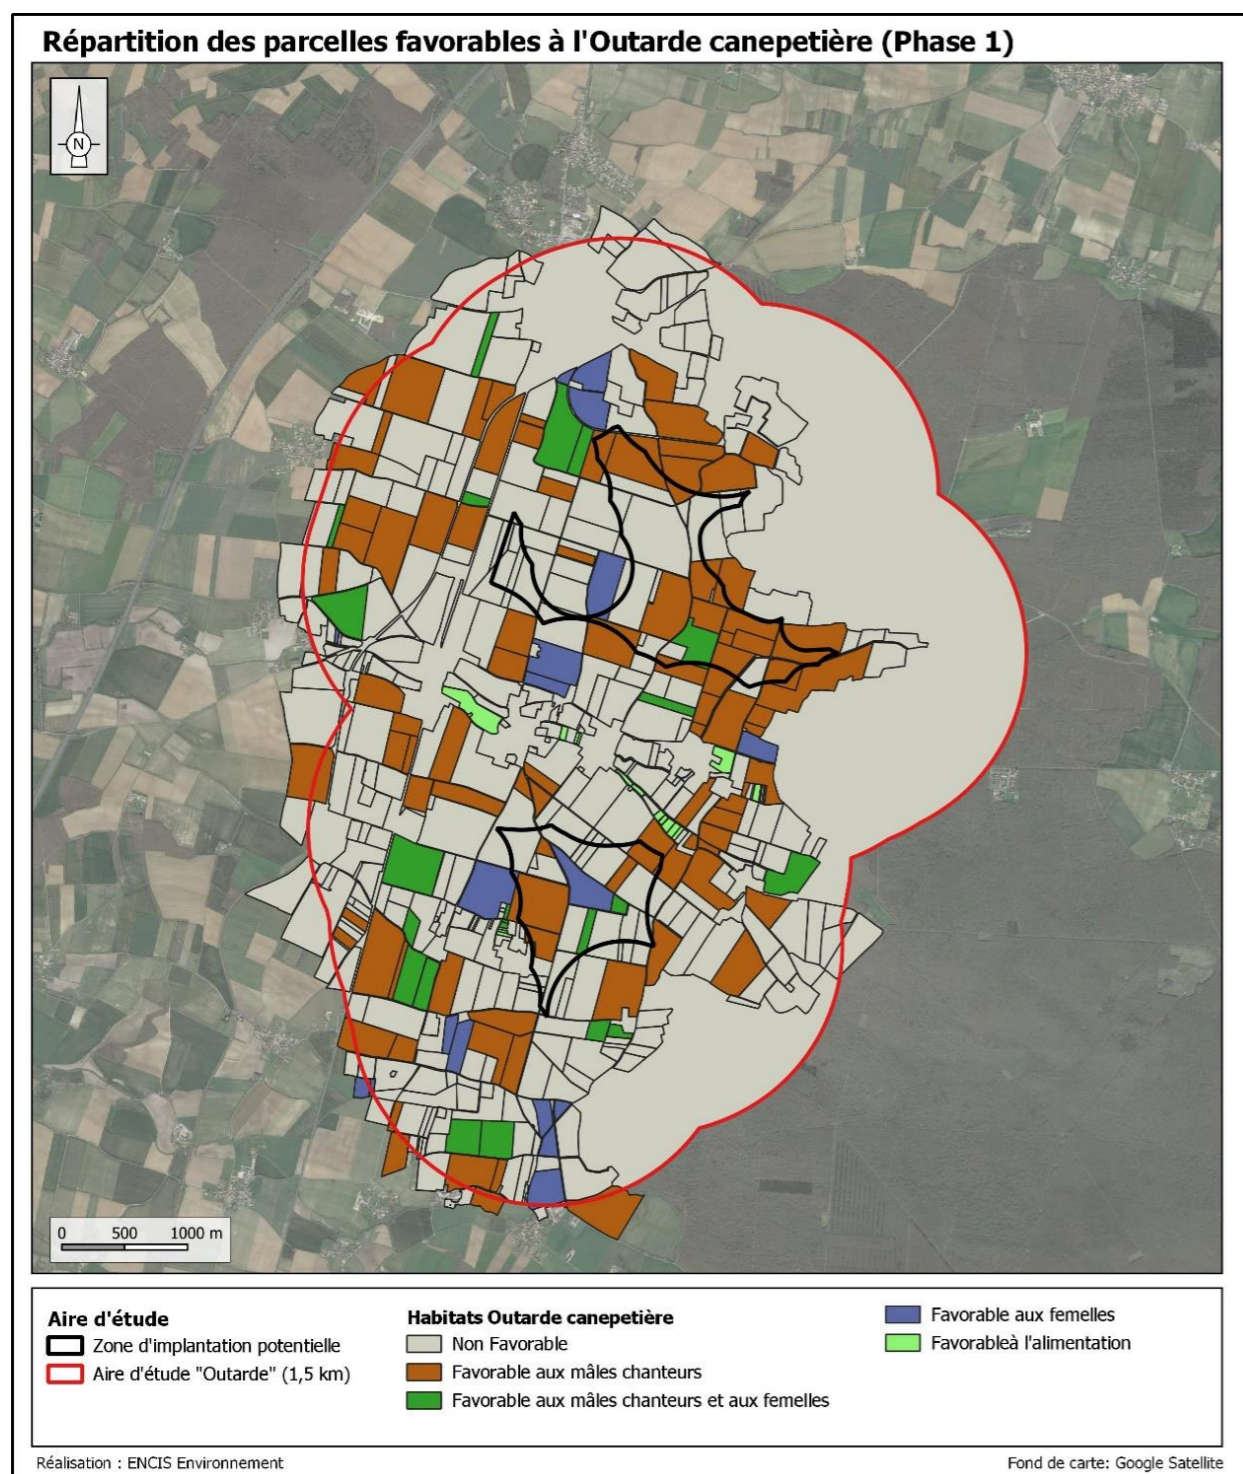 Répartition des parcelles favorables à l'Outarde canepetière (Phase 1)
N
0 500 1000 m
Aire d'étude
Zone d'implantation potentielle
Aire d'étude "Outarde" (1,5 km)
Habitats Outarde canepetière
Non Favorable
Favorable aux mâles chanteurs
Favorable aux mâles chanteurs et aux femelles
Favorable aux femelles
Favorableà l'alimentation
Réalisation : ENCIS Environnement
Fond de carte: Google Satellite